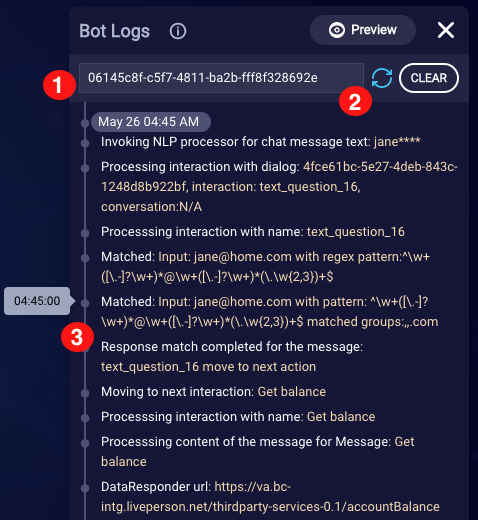 Bot Logs
Preview
1
06145c8f-c5f7-4811-ba2b-fff8f328692e
2
CLEAR
May 26 04:45 AM
Invoking NLP processor for chat message text: jane****
Processing interaction with dialog: 4fce61bc-5e27-4deb-843c-
1248d8b922bf, interaction: text_question_16,
conversation:N/A
Processsing interaction with name: text_question_16
Matched: Input: jane@home.com with regex pattern:^\w+
([\.-]?\w+)*@\w+([\.-]?\w+)*(\.\w{2,3})+$
04:45:00
Matched: Input: jane@home.com with pattern: ^\w+([\.-]?
\w+)*@\w+([\.-]?\w+)*(\.\w{2,3})+$ matched groups:,,.com
3
Response match completed for the message:
text_question_16 move to next action
Moving to next interaction: Get balance
Processsing interaction with name: Get balance
Processsing content of the message for Message: Get
balance
DataResponder url: https://va.bc-
intg.liveperson.net/thirdparty-services-0.1/accountBalance